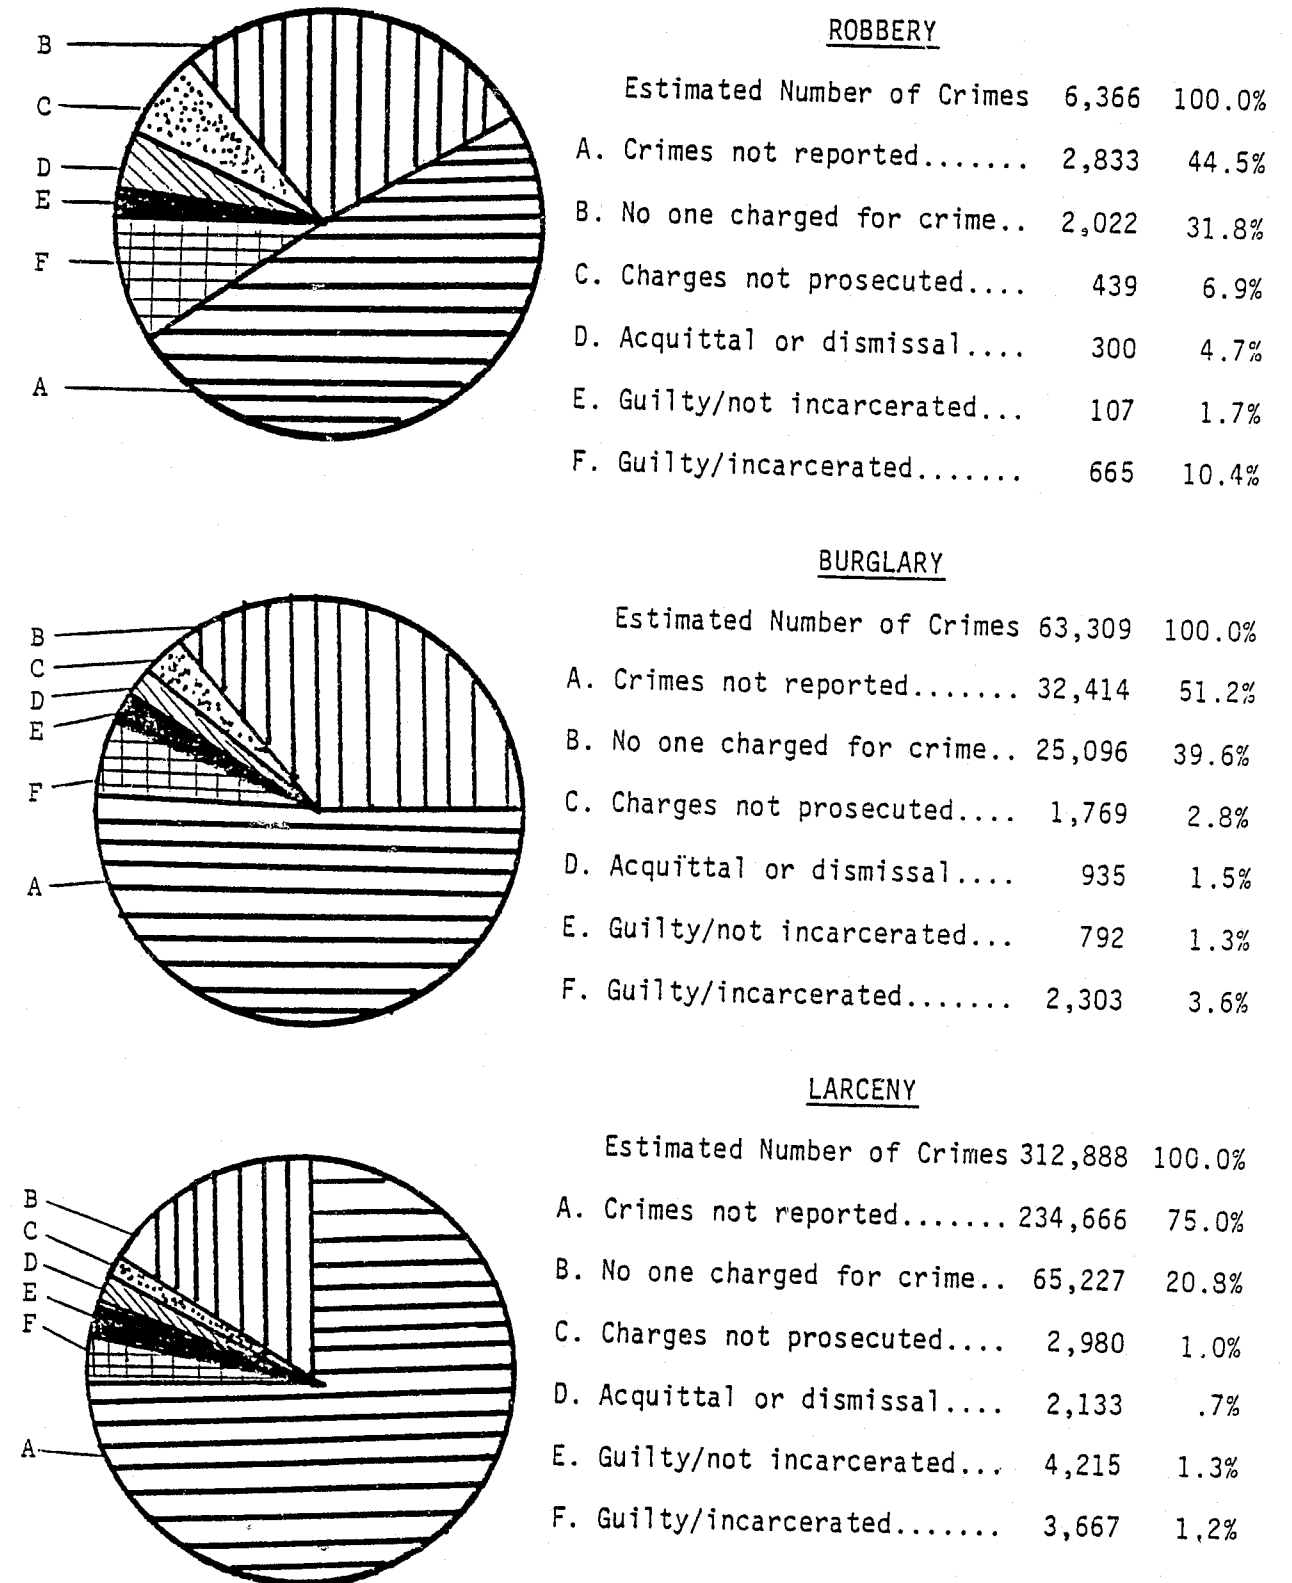 ROBBERY
Estimated Number of Crimes 6,366 100.0%
B
A. Crimes not reported....... 2,833 44.5%
C
B. No one charged for crime.. 2,022 31.8%
D
E
C. Charges not prosecuted.... 439 6.9%
F
D. Acquittal or dismissal.... 300 4.7%
A
E. Guilty/not incarcerated... 107 1.7%
F. Guilty/incarcerated....... 665 10.4%
BURGLARY
Estimated Number of Crimes 63,309 100.0%
B
C
A. Crimes not reported....... 32,414 51.2%
D
E
B. No one charged for crime.. 25,096 39.6%
F
C. Charges not prosecuted.... 1,769 2.8%
A
D. Acquittal or dismissal.... 935 1.5%
E. Guilty/not incarcerated... 792 1.3%
F. Guilty/incarcerated....... 2,303 3.6%
LARCENY
Estimated Number of Crimes 312,888 100.0%
B
A. Crimes not reported....... 234,666 75.0%
C
D
B. No one charged for crime.. 65,227 20.8%
E
F
C. Charges not prosecuted.... 2,980 1.0%
D. Acquittal or dismissal.... 2,133 .7%
A
E. Guilty/not incarcerated... 4,215 1.3%
F. Guilty/incarcerated....... 3,667 1.2%